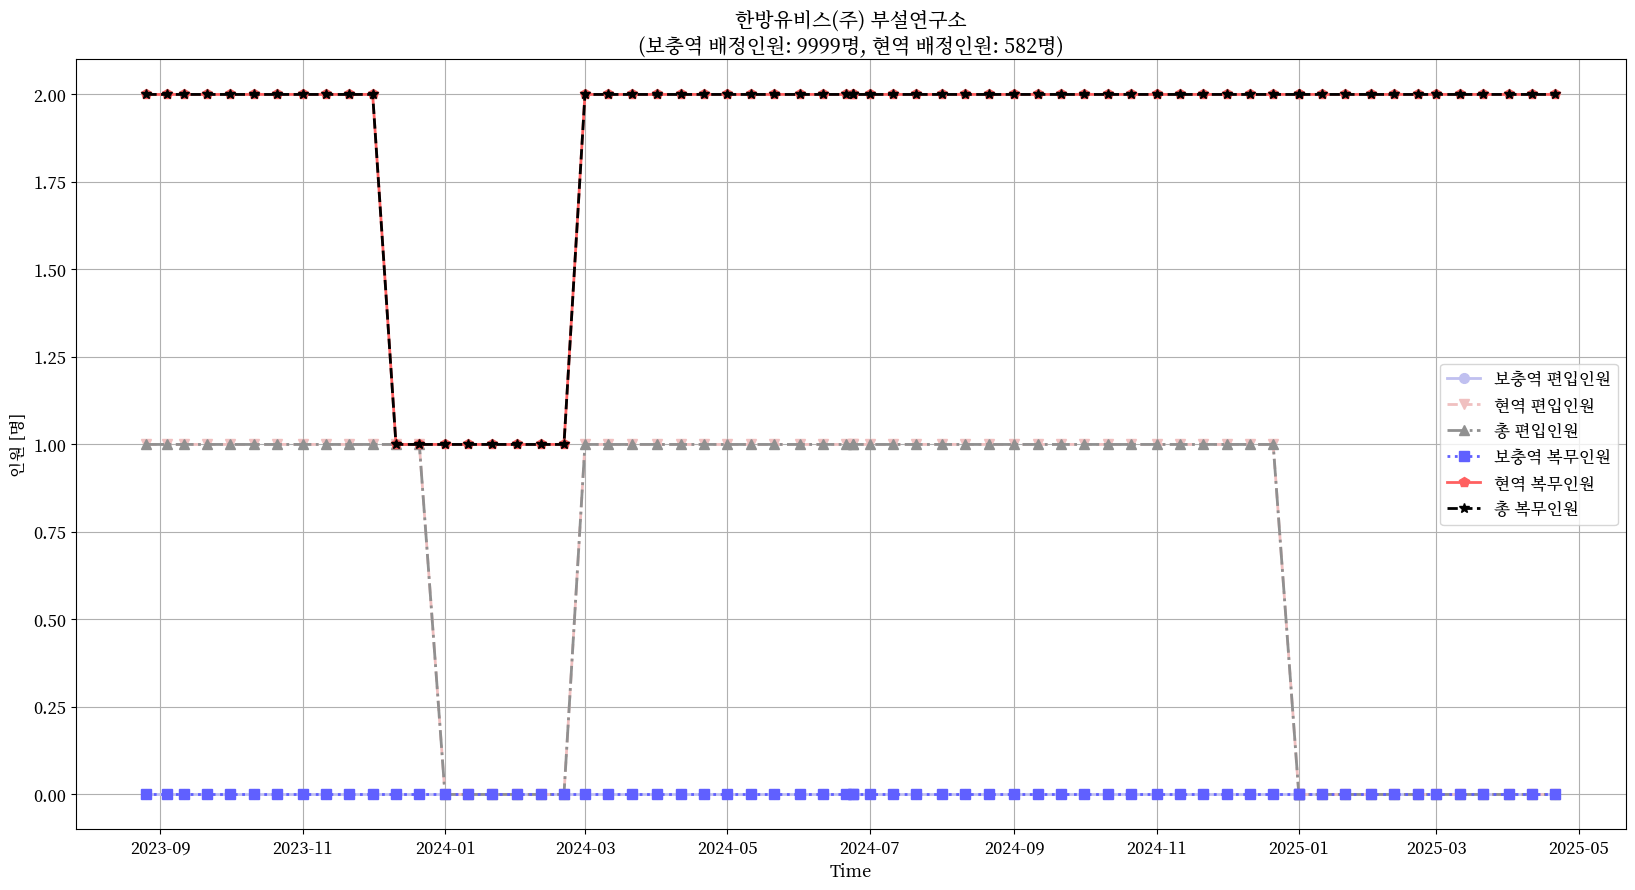 한방유비스(주) 부설연구소
(보충역 배정인원: 9999명, 현역 배정인원: 582명)
인원 [명]
2.00
1.75
1.50
1.25
1.00
0.75
0.50
0.25
0.00
보충역 편입인원
현역 편입인원
총 편입인원
보충역 복무인원
현역 복무인원
총 복무인원
2023-09 2023-11 2024-01 2024-03 2024-05 2024-07 2024-09 2024-11 2025-01 2025-03 2025-05
Time